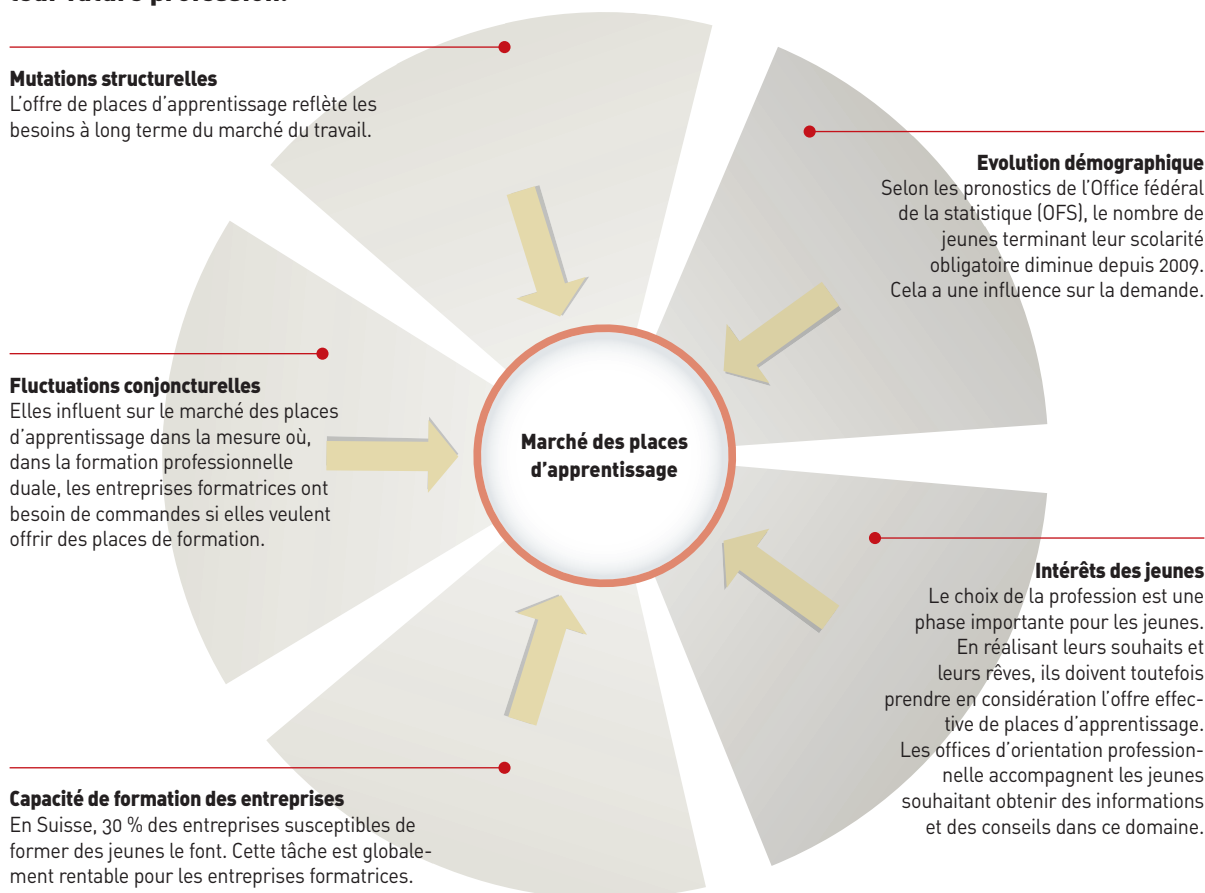 Mutations structurelles
L'offre de places d'apprentissage reflète les
besoins à long terme du marché du travail.
Evolution démographique
Selon les pronostics de l'Office fédéral
de la statistique (OFS), le nombre de
jeunes terminant leur scolarité
obligatoire diminue depuis 2009.
Cela a une influence sur la demande.
Fluctuations conjoncturelles
Elles influent sur le marché des places
d'apprentissage dans la mesure où,
dans la formation professionnelle
duale, les entreprises formatrices ont
besoin de commandes si elles veulent
offrir des places de formation.
Marché des places
d'apprentissage
Intérêts des jeunes
Le choix de la profession est une
phase importante pour les jeunes.
En réalisant leurs souhaits et
leurs rêves, ils doivent toutefois
prendre en considération l'offre effec-
tive de places d'apprentissage.
Les offices d'orientation profession-
nelle accompagnent les jeunes
souhaitant obtenir des informations
et des conseils dans ce domaine.
Capacité de formation des entreprises
En Suisse, 30 % des entreprises susceptibles de
former des jeunes le font. Cette tâche est globale-
ment rentable pour les entreprises formatrices.